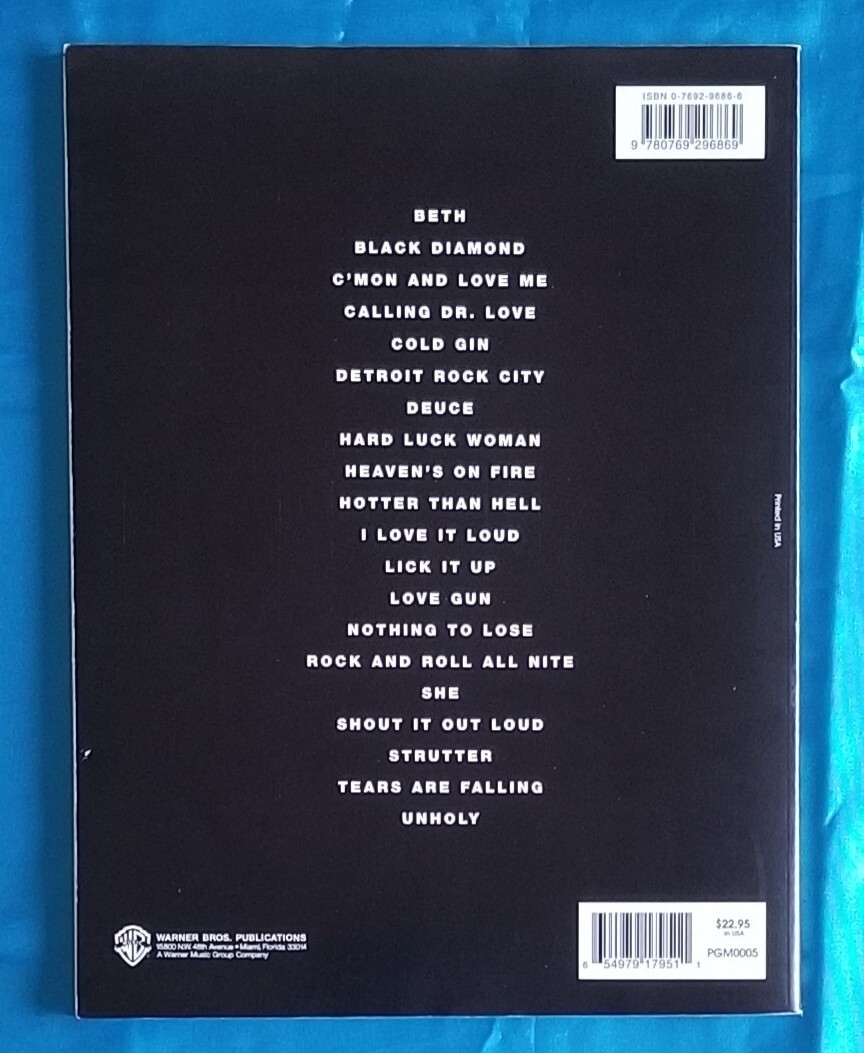 ISBN 0-7692-9686-6
9 780769 296869
BETH
BLACK DIAMOND
C'MON AND LOVE ME
CALLING DR. LOVE
COLD GIN
DETROIT ROCK CITY
DEUCE
HARD LUCK WOMAN
HEAVEN'S ON FIRE
HOTTER THAN HELL
I LOVE IT LOUD
LICK IT UP
LOVE GUN
NOTHING TO LOSE
ROCK AND ROLL ALL NITE
SHE
SHOUT IT OUT LOUD
STRUTTER
TEARS ARE FALLING
UNHOLY
Printed in USA
WB
WARNER BROS. PUBLICATIONS
15800 N.W. 48th Avenue • Miami, Florida 33014
A Warner Music Group Company
6 54979 17951 1
$22.95
in USA
PGM0005